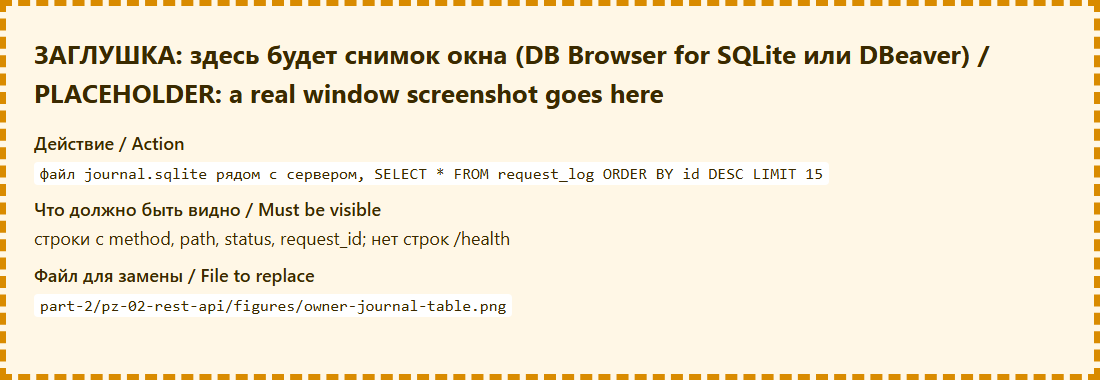 ЗАГЛУШКА: здесь будет снимок окна (DB Browser for SQLite или DBeaver) /
PLACEHOLDER: a real window screenshot goes here
Действие / Action
файл journal.sqlite рядом с сервером, SELECT * FROM request_log ORDER BY id DESC LIMIT 15
Что должно быть видно / Must be visible
строки с method, path, status, request_id; нет строк /health
Файл для замены / File to replace
part-2/pz-02-rest-api/figures/owner-journal-table.png